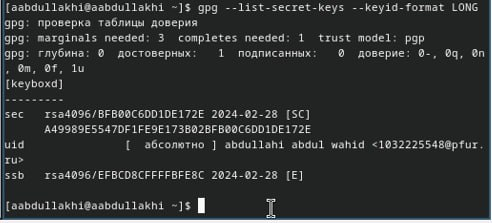 [aabdullakhi@aabdullakhi ~]$ gpg --list-secret-keys --keyid-format LONG
gpg: проверка таблицы доверия
gpg: marginals needed: 3  completes needed: 1  trust model: pgp
gpg: глубина: 0  достоверных:   1  подписанных:   0  доверие: 0-, 0q, 0n
, 0m, 0f, 1u
[keyboxd]
---------
sec   rsa4096/BFB00C6DD1DE172E 2024-02-28 [SC]
      A49989E5547DF1FE9E173B02BFB00C6DD1DE172E
uid              [  абсолютно ] abdullahi abdul wahid <1032225548@pfur.
ru>
ssb   rsa4096/EFBCD8CFFFFBFE8C 2024-02-28 [E]
[aabdullakhi@aabdullakhi ~]$